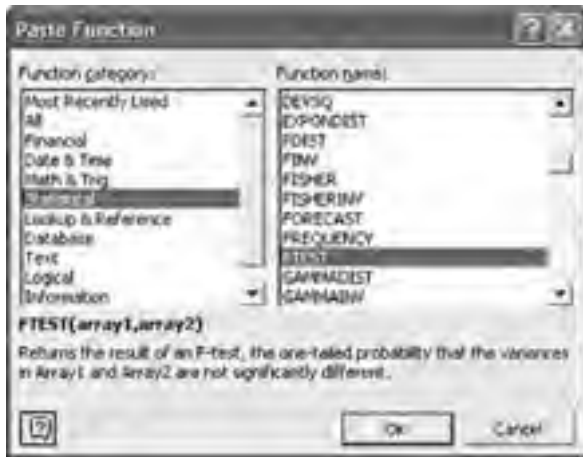 Paste Function
Function category:
Most Recently Used
All
Financial
Date & Time
Math & Trig
Statistical
Lookup & Reference
Database
Text
Logical
Information
Function name:
DEVSQ
EXPONDIST
FDIST
FINV
FISHER
FISHERINV
FORECAST
FREQUENCY
FTEST
GAMMADIST
GAMMAINV
FTEST(array1,array2)
Returns the result of an F-test, the one-tailed probability that the variances
in Array1 and Array2 are not significantly different.
OK
Cancel